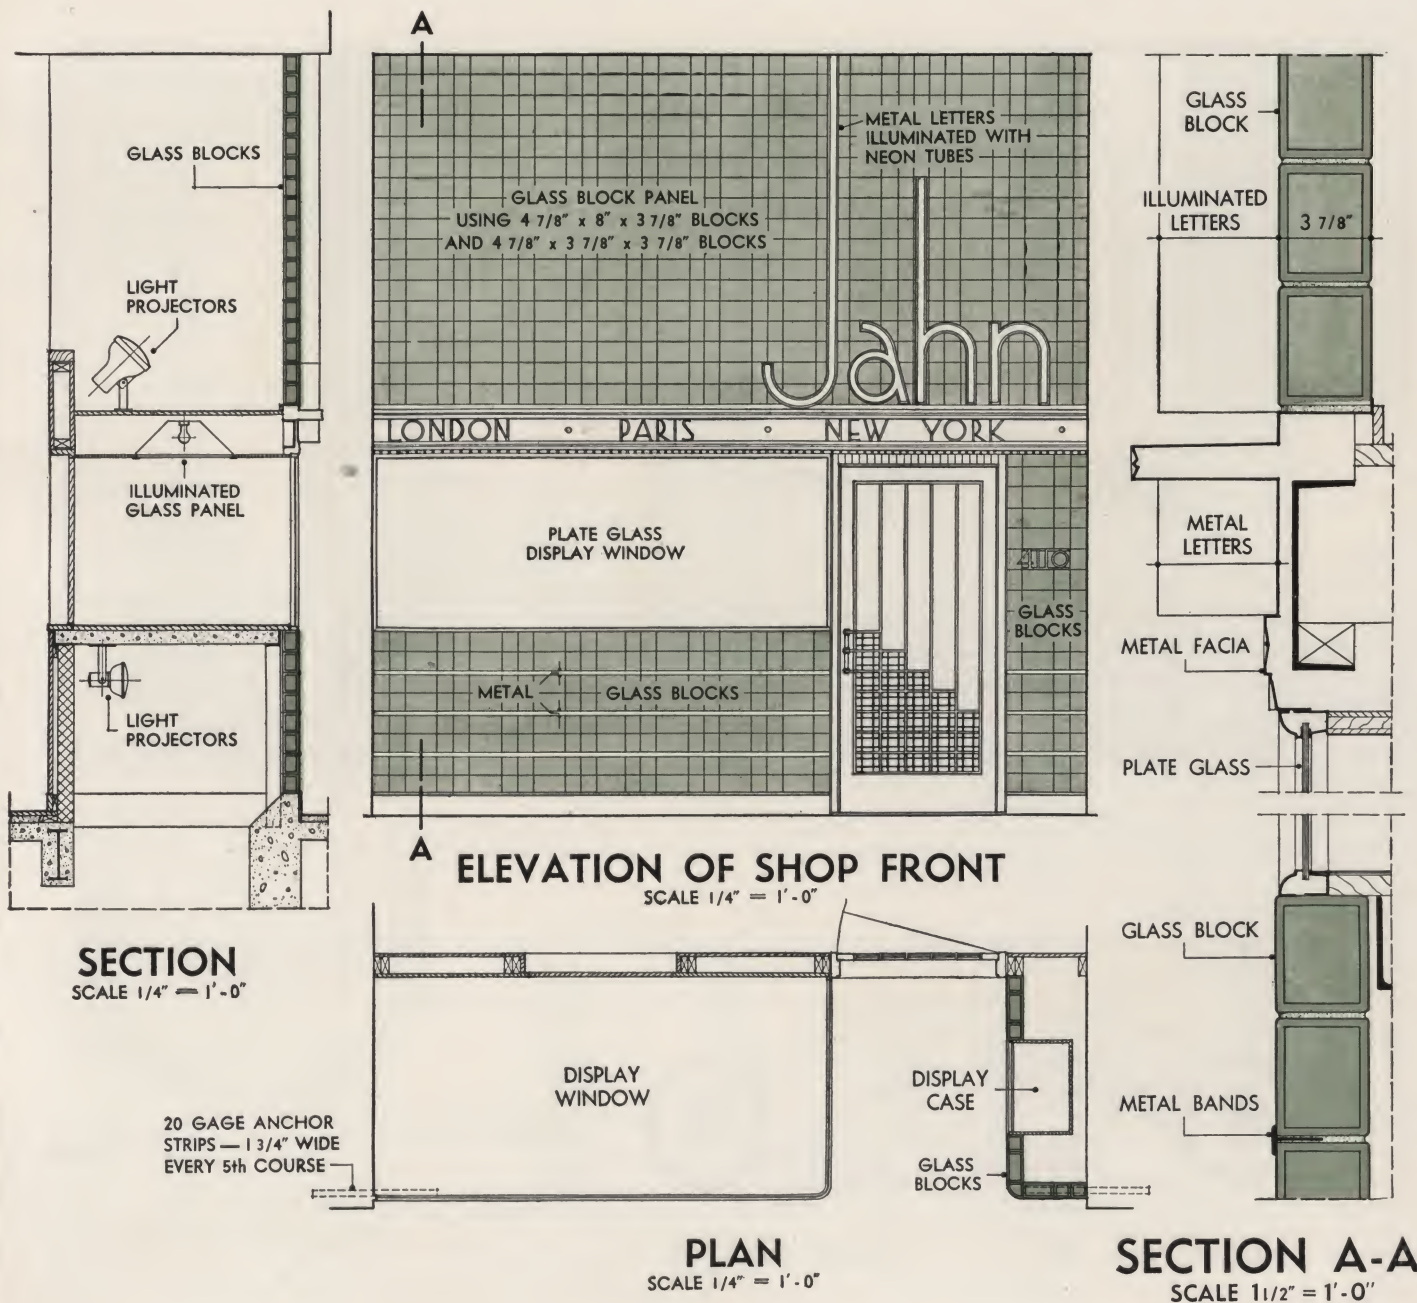 GLASS BLOCKS
LIGHT
PROJECTORS
ILLUMINATED
GLASS PANEL
LIGHT
PROJECTORS
SECTION
SCALE 1/4" = 1'-0"
A
METAL LETTERS
ILLUMINATED WITH
NEON TUBES
GLASS BLOCK PANEL
USING 4 7/8" x 8" x 3 7/8" BLOCKS
AND 4 7/8" x 3 7/8" x 3 7/8" BLOCKS
Jahn
LONDON • PARIS • NEW YORK •
PLATE GLASS
DISPLAY WINDOW
410
GLASS
BLOCKS
METAL
GLASS BLOCKS
A
ELEVATION OF SHOP FRONT
SCALE 1/4" = 1'-0"
DISPLAY
WINDOW
DISPLAY
CASE
20 GAGE ANCHOR
STRIPS — 1 3/4" WIDE
EVERY 5th COURSE
GLASS
BLOCKS
PLAN
SCALE 1/4" = 1'-0"
GLASS
BLOCK
ILLUMINATED
LETTERS
3 7/8"
METAL
LETTERS
METAL FACIA
PLATE GLASS
GLASS BLOCK
METAL BANDS
SECTION A-A
SCALE 1 1/2" = 1'-0"